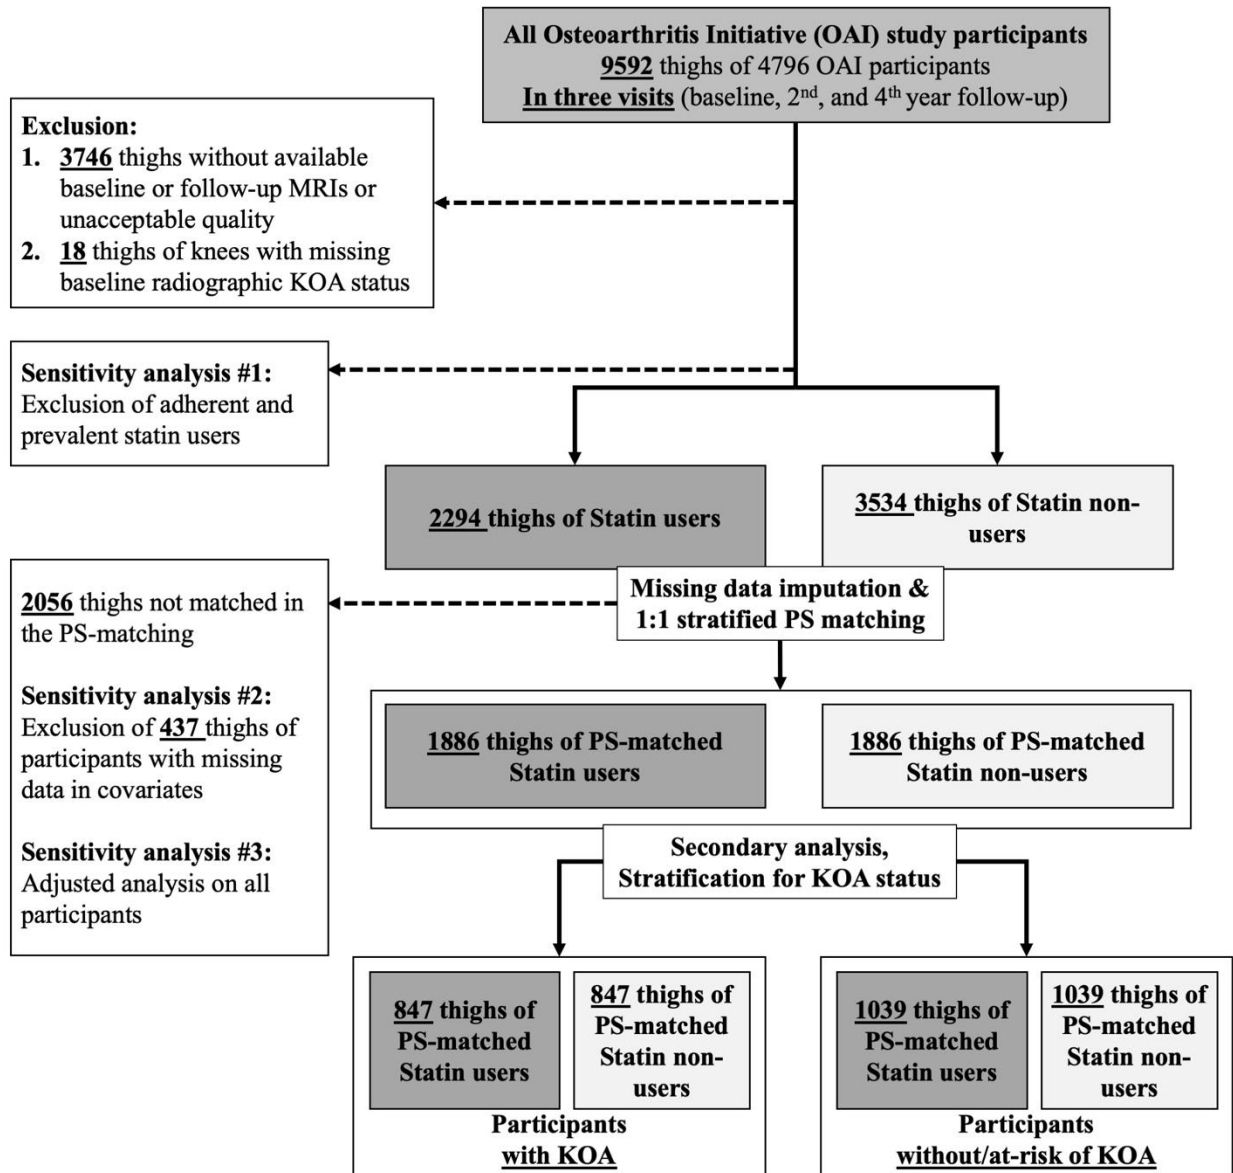 All Osteoarthritis Initiative (OAI) study participants
9592 thighs of 4796 OAI participants
In three visits (baseline, 2nd, and 4th year follow-up)
Exclusion:
1. 3746 thighs without available
baseline or follow-up MRIs or
unacceptable quality
2. 18 thighs of knees with missing
baseline radiographic KOA status
Sensitivity analysis #1:
Exclusion of adherent and
prevalent statin users
2294 thighs of Statin users
3534 thighs of Statin non-
users
Missing data imputation &
1:1 stratified PS matching
2056 thighs not matched in
the PS-matching
Sensitivity analysis #2:
Exclusion of 437 thighs of
participants with missing
data in covariates
Sensitivity analysis #3:
Adjusted analysis on all
participants
1886 thighs of PS-matched
Statin users
1886 thighs of PS-matched
Statin non-users
Secondary analysis,
Stratification for KOA status
847 thighs of
PS-matched
Statin users
847 thighs of
PS-matched
Statin non-
users
Participants
with KOA
1039 thighs of
PS-matched
Statin users
1039 thighs of
PS-matched
Statin non-
users
Participants
without/at-risk of KOA